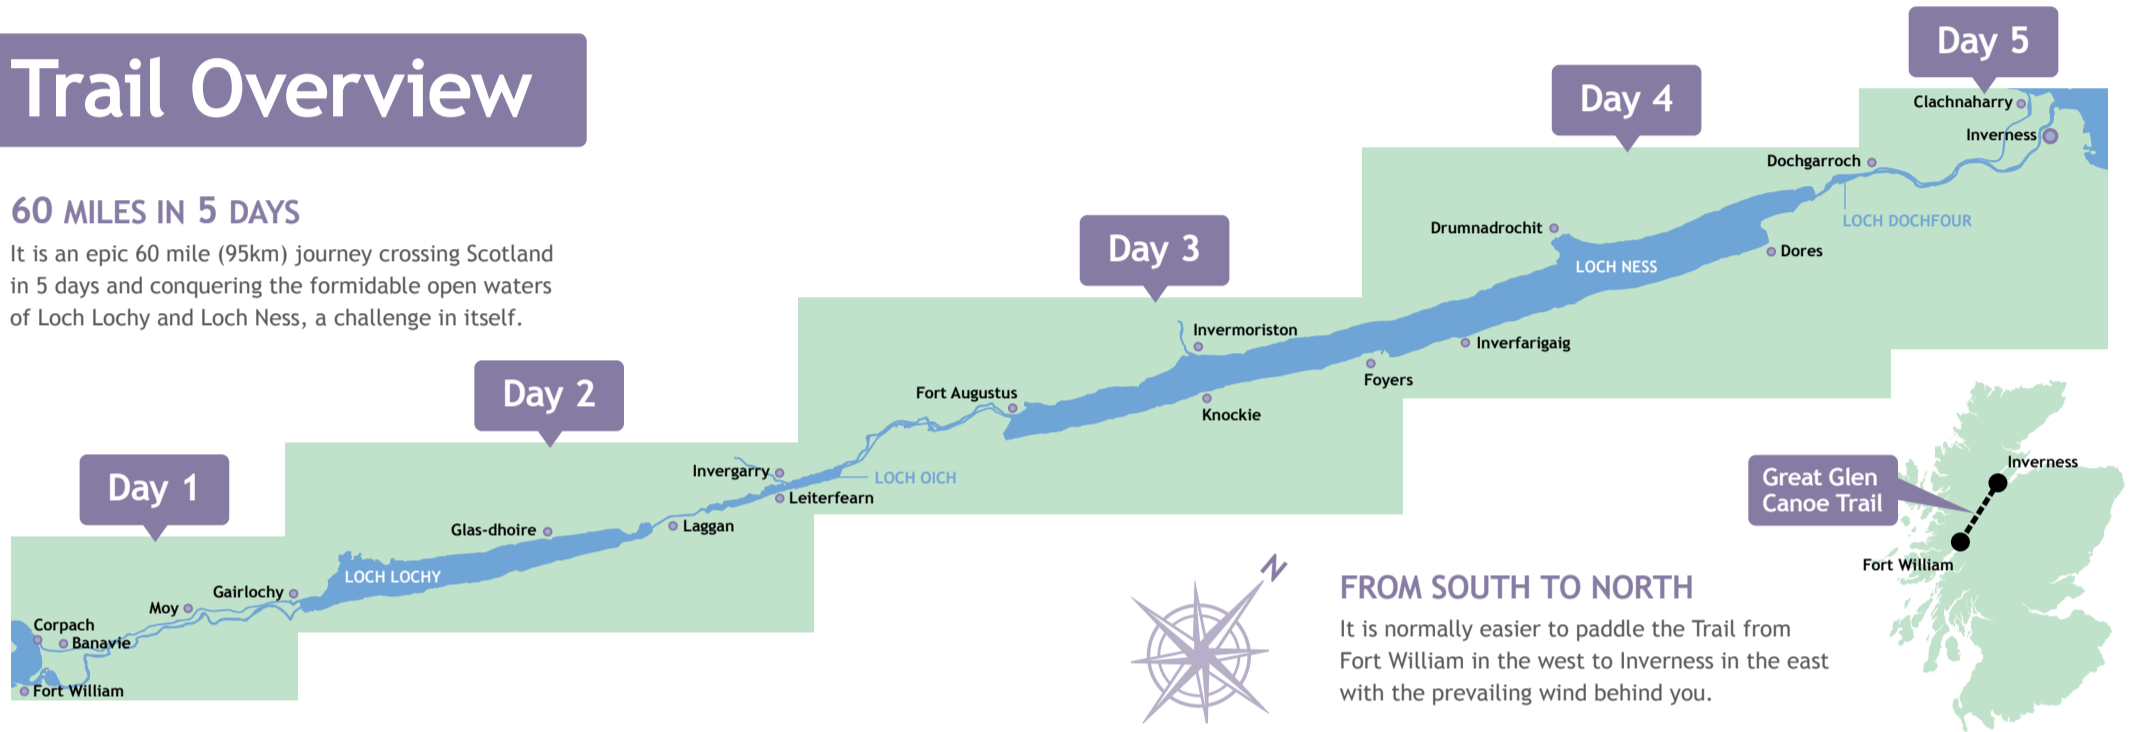 Trail Overview
60 MILES IN 5 DAYS
It is an epic 60 mile (95km) journey crossing Scotland
in 5 days and conquering the formidable open waters
of Loch Lochy and Loch Ness, a challenge in itself.
Day 1
Corpach
Banavie
Fort William
Moy
Gairlochy
Day 2
LOCH LOCHY
Glas-dhoire
Laggan
Invergarry
Leiterfearn
LOCH OICH
Day 3
Fort Augustus
Invermoriston
Knockie
Foyers
Day 4
Drumnadrochit
LOCH NESS
Inverfarigaig
Dores
Dochgarroch
LOCH DOCHFOUR
Day 5
Clachnaharry
Inverness
N
FROM SOUTH TO NORTH
It is normally easier to paddle the Trail from
Fort William in the west to Inverness in the east
with the prevailing wind behind you.
Great Glen
Canoe Trail
Inverness
Fort William